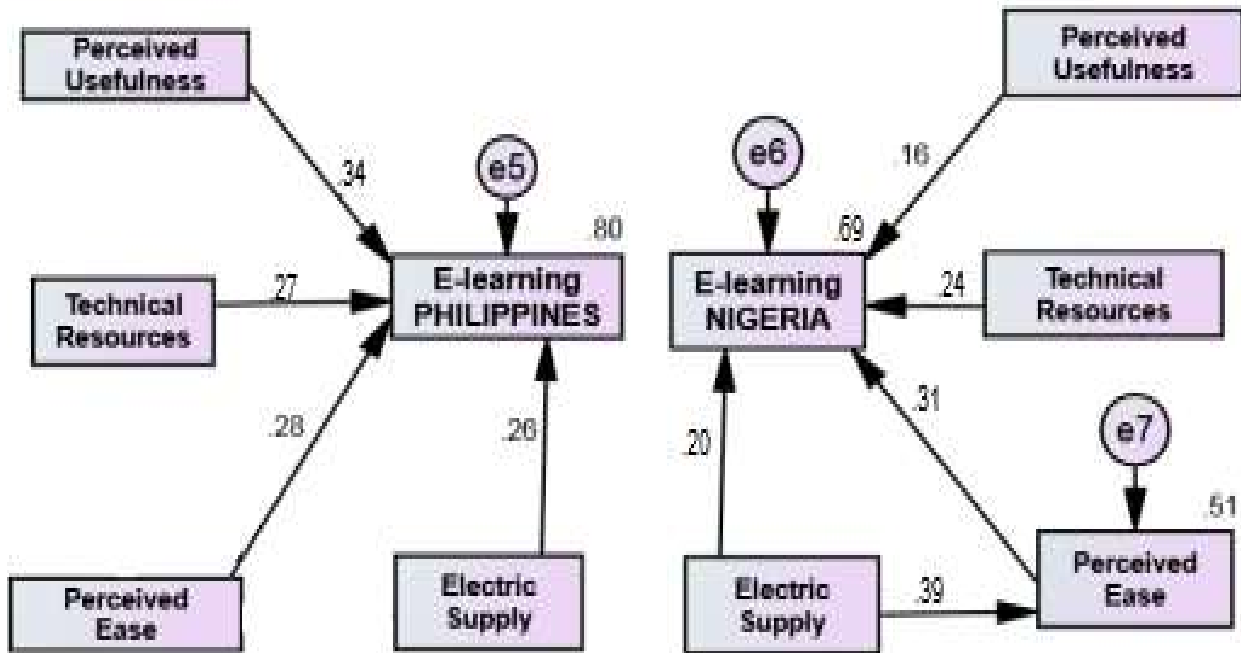 Perceived
Usefulness
.34
e5
.80
E-learning
PHILIPPINES
Technical
Resources
.27
.28
.26
Perceived
Ease
Electric
Supply
Perceived
Usefulness
e6
.16
.69
E-learning
NIGERIA
.24
Technical
Resources
.31
.20
e7
.51
Perceived
Ease
Electric
Supply
.39